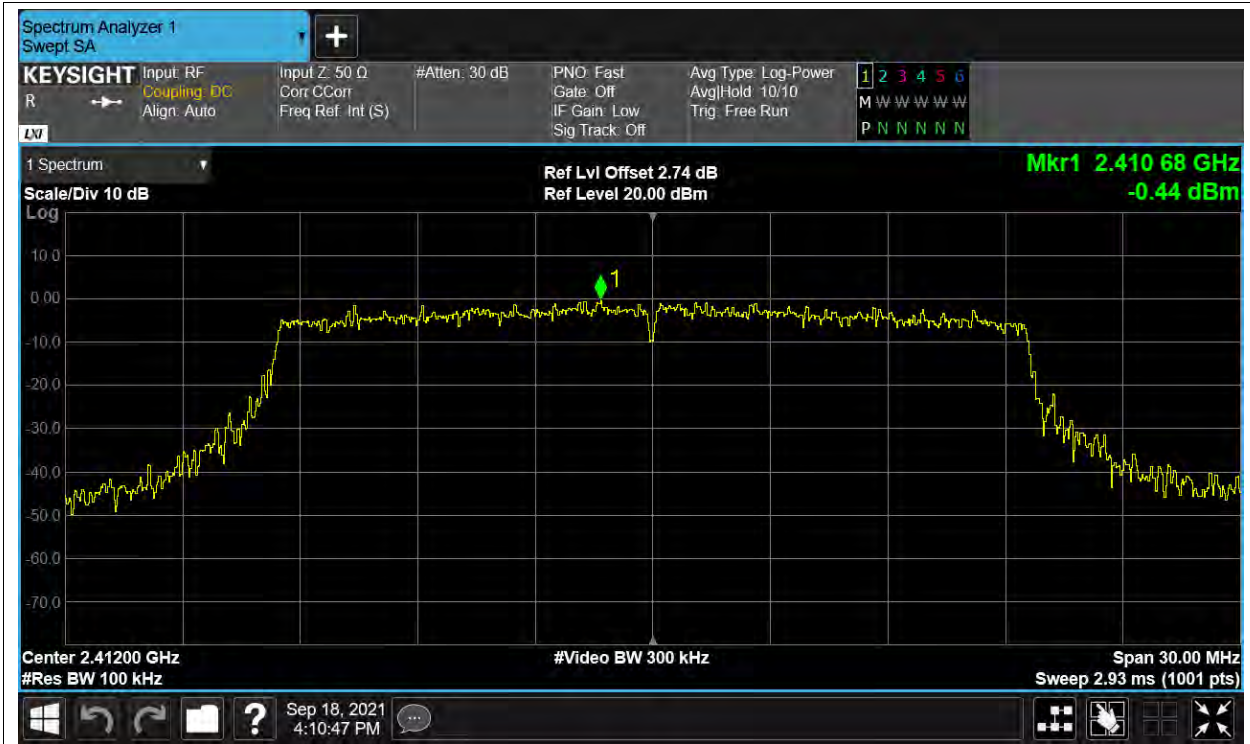 Spectrum Analyzer 1
Swept SA
KEYSIGHT
R
LXI
Input: RF
Coupling: DC
Align: Auto
Input Z: 50 Ω
Corr CCorr
Freq Ref: Int (S)
#Atten: 30 dB
PNO: Fast
Gate: Off
IF Gain: Low
Sig Track: Off
Avg Type: Log-Power
Avg|Hold: 10/10
Trig: Free Run
1 2 3 4 5 6
M W W W W W
P N N N N N N
1 Spectrum
Scale/Div 10 dB
Ref Lvl Offset 2.74 dB
Ref Level 20.00 dBm
Mkr1 2.410 68 GHz
-0.44 dBm
Log
10.0
0.00
-10.0
-20.0
-30.0
-40.0
-50.0
-60.0
-70.0
1
Center 2.41200 GHz
#Video BW 300 kHz
Span 30.00 MHz
#Res BW 100 kHz
Sweep 2.93 ms (1001 pts)
Sep 18, 2021
4:10:47 PM